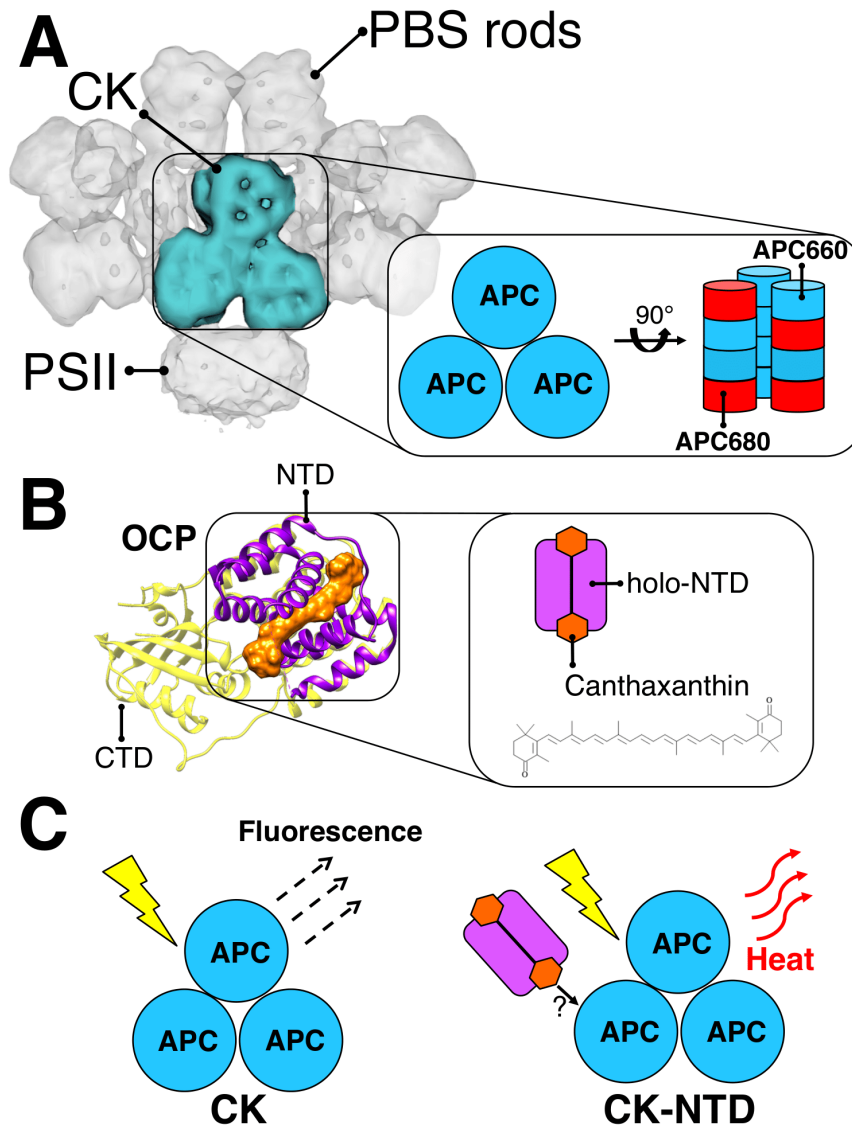 A
PBS rods
CK
PSII
APC
APC
APC
90°
APC660
APC680
B
NTD
OCP
CTD
holo-NTD
Canthaxanthin
O
O
C
Fluorescence
APC
APC
APC
CK
?
APC
APC
APC
Heat
CK-NTD